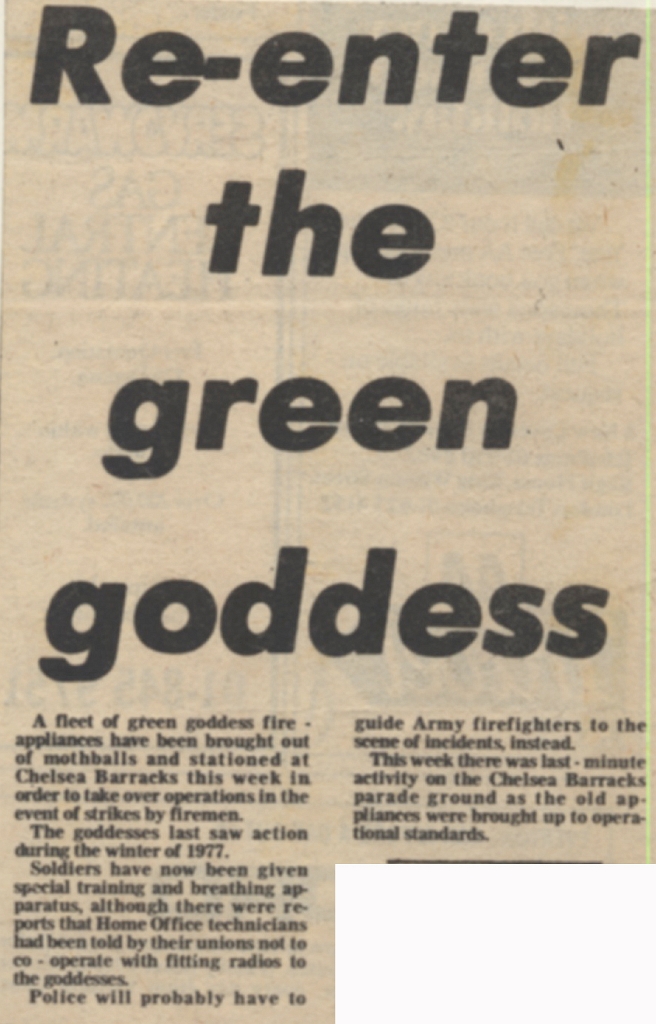 Re-enter
the
green
goddess
A fleet of green goddess fire -
appliances have been brought out
of mothballs and stationed at
Chelsea Barracks this week in
order to take over operations in the
event of strikes by firemen.
The goddesses last saw action
during the winter of 1977.
Soldiers have now been given
special training and breathing ap-
paratus, although there were re-
ports that Home Office technicians
had been told by their unions not to
co - operate with fitting radios to
the goddesses.
Police will probably have to
guide Army firefighters to the
scene of incidents, instead.
This week there was last - minute
activity on the Chelsea Barracks
parade ground as the old ap-
pliances were brought up to opera-
tional standards.